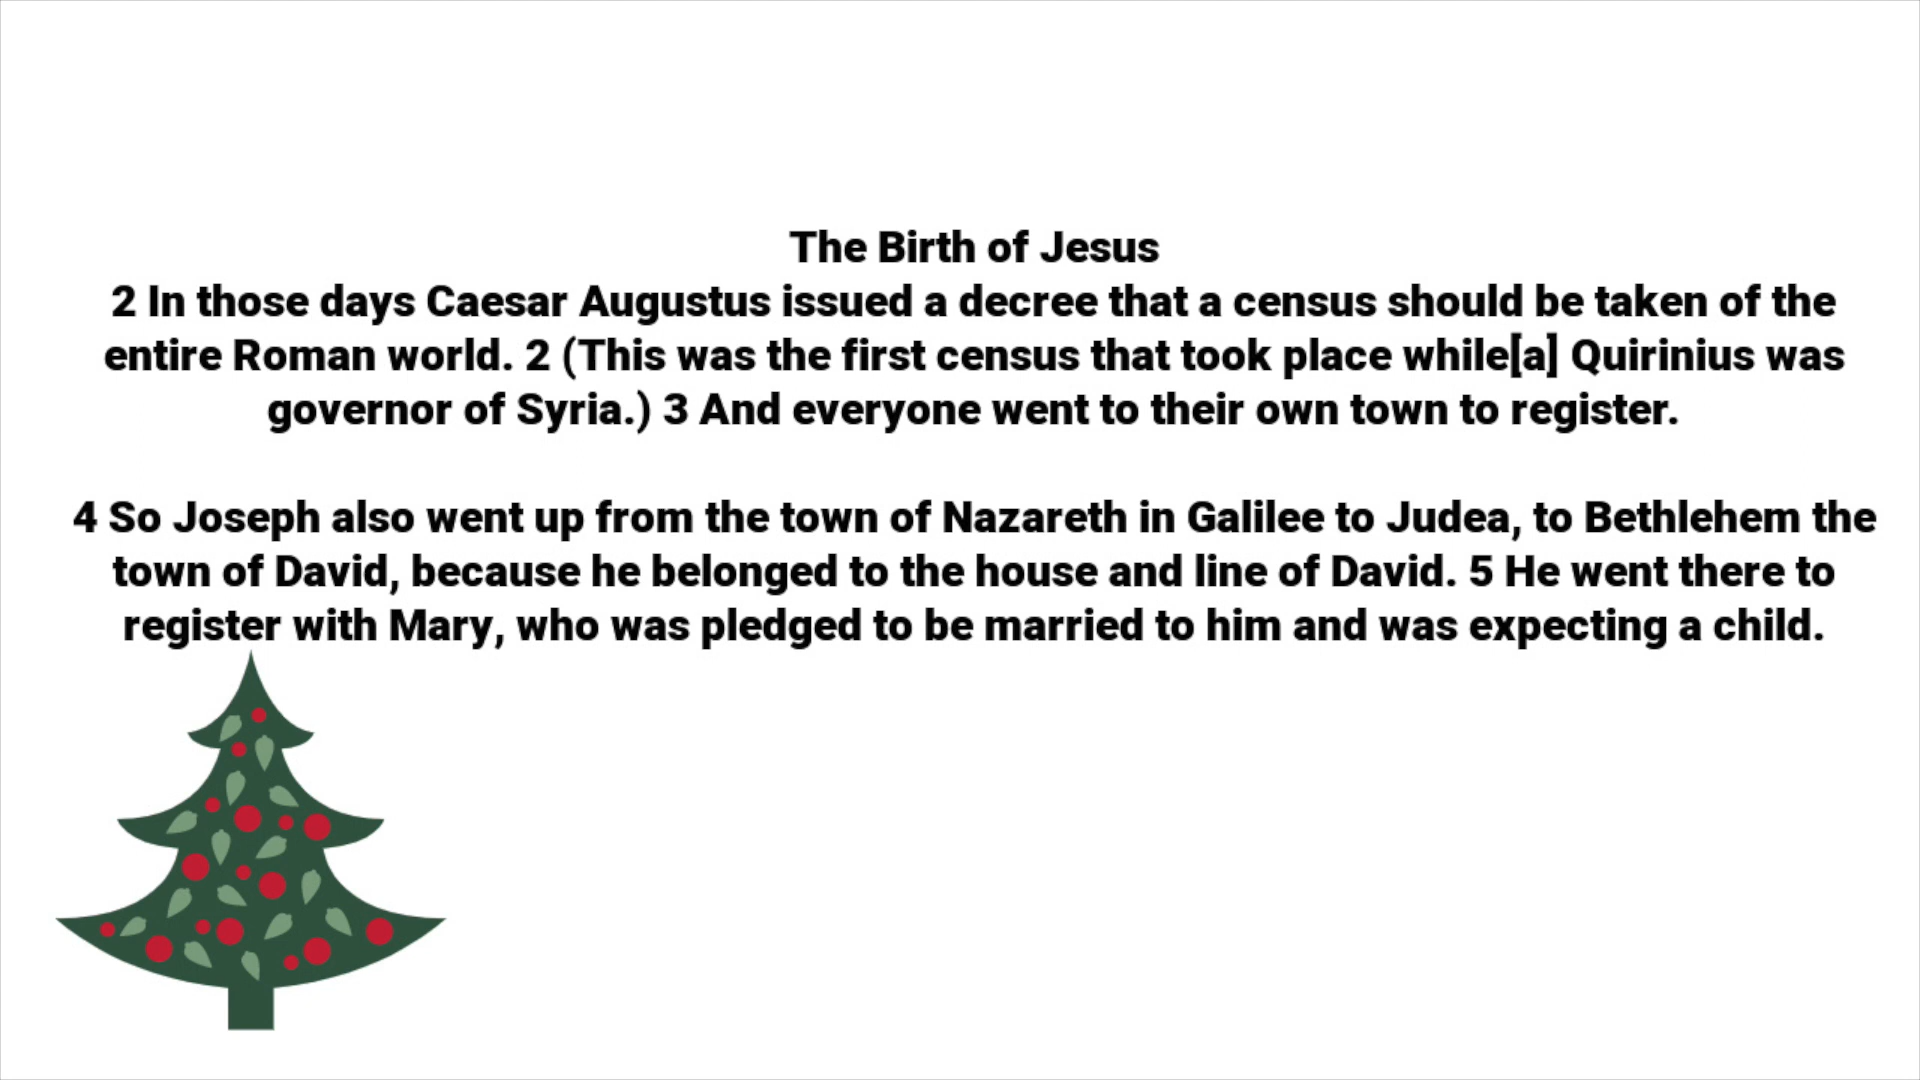 The Birth of Jesus
2 In those days Caesar Augustus issued a decree that a census should be taken of the
entire Roman world. 2 (This was the first census that took place while[a] Quirinius was
governor of Syria.) 3 And everyone went to their own town to register.
4 So Joseph also went up from the town of Nazareth in Galilee to Judea, to Bethlehem the
town of David, because he belonged to the house and line of David. 5 He went there to
register with Mary, who was pledged to be married to him and was expecting a child.